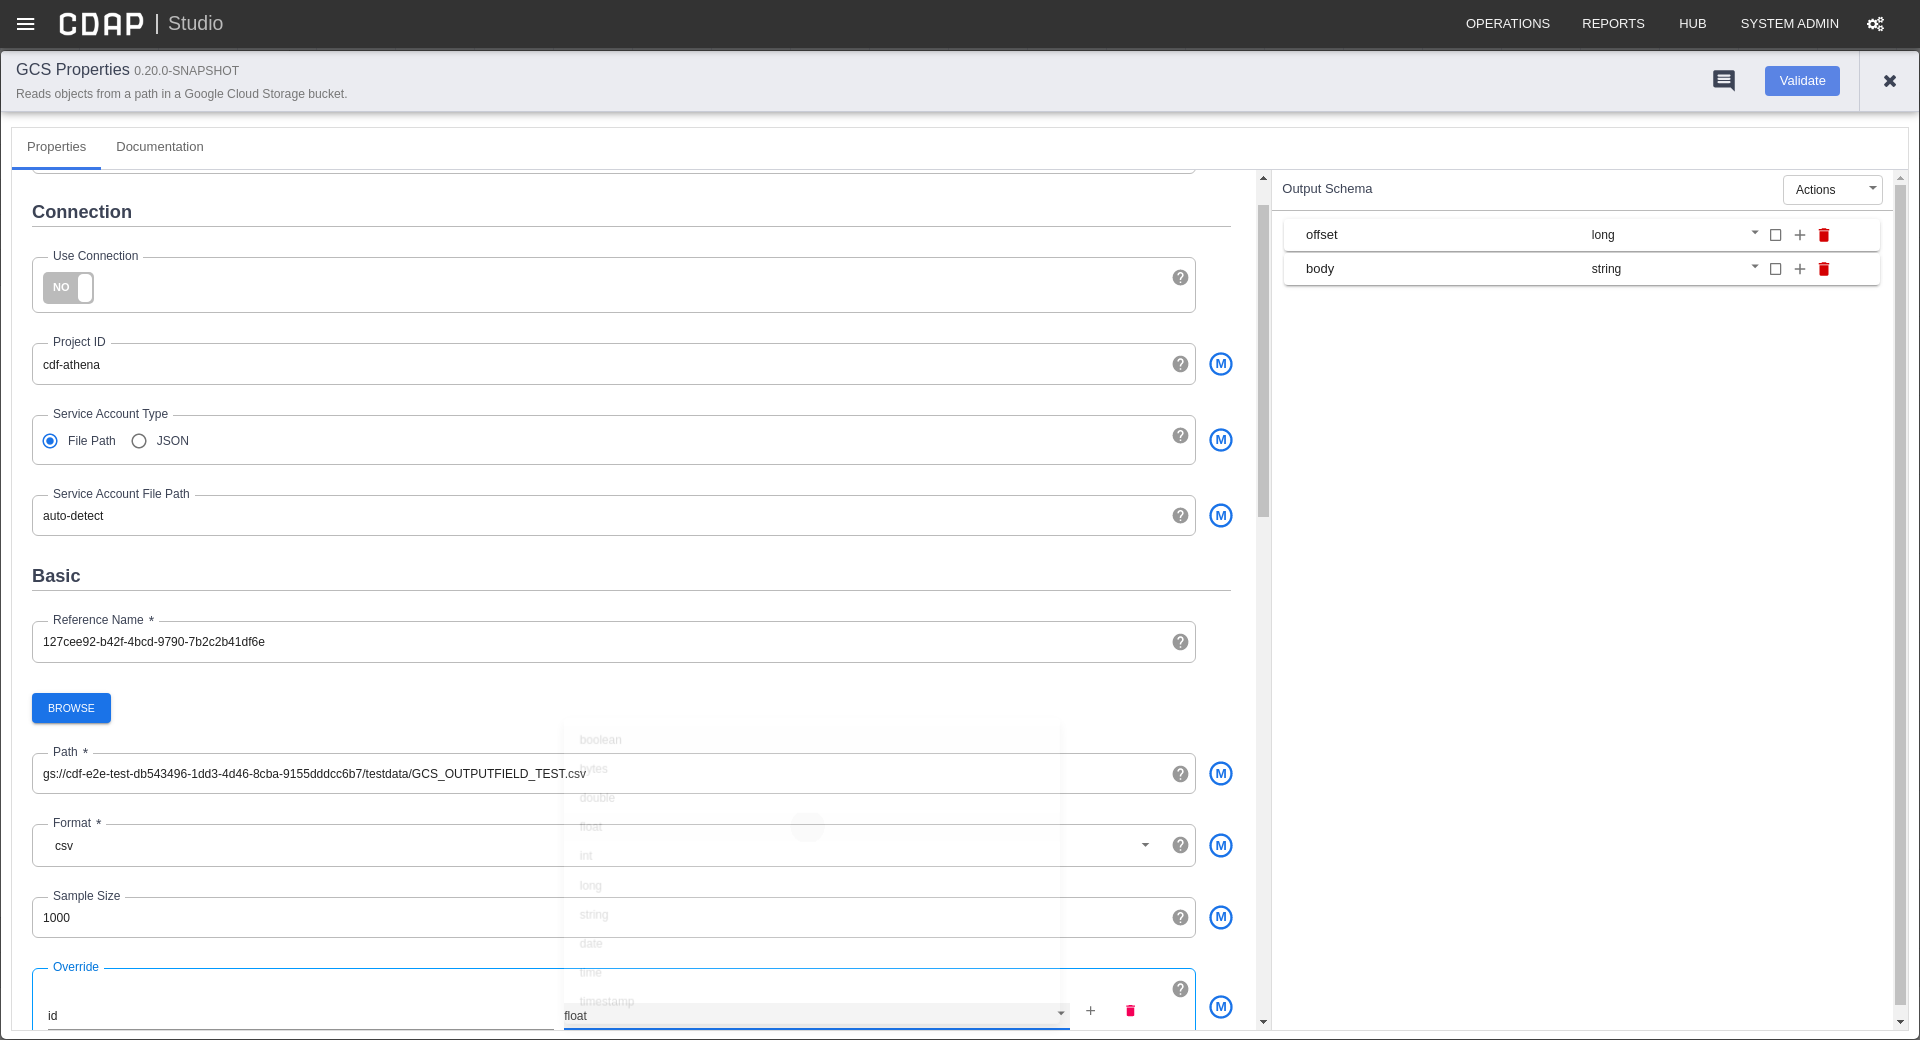 CDAP | Studio
OPERATIONS REPORTS HUB SYSTEM ADMIN
GCS Properties 0.20.0-SNAPSHOT
Reads objects from a path in a Google Cloud Storage bucket.
Validate
Properties Documentation
Connection
Use Connection
NO
Project ID
cdf-athena
M
Service Account Type
File Path JSON
M
Service Account File Path
auto-detect
M
Basic
Reference Name *
127cee92-b42f-4bcd-9790-7b2c2b41df6e
BROWSE
Path *
gs://cdf-e2e-test-db543496-1dd3-4d46-8cba-9155dddcc6b7/testdata/GCS_OUTPUTFIELD_TEST.csv
M
Format *
csv
M
Sample Size
1000
M
Override
id
float
M
boolean
bytes
double
float
int
long
string
date
time
timestamp
Output Schema
Actions
offset long
body string